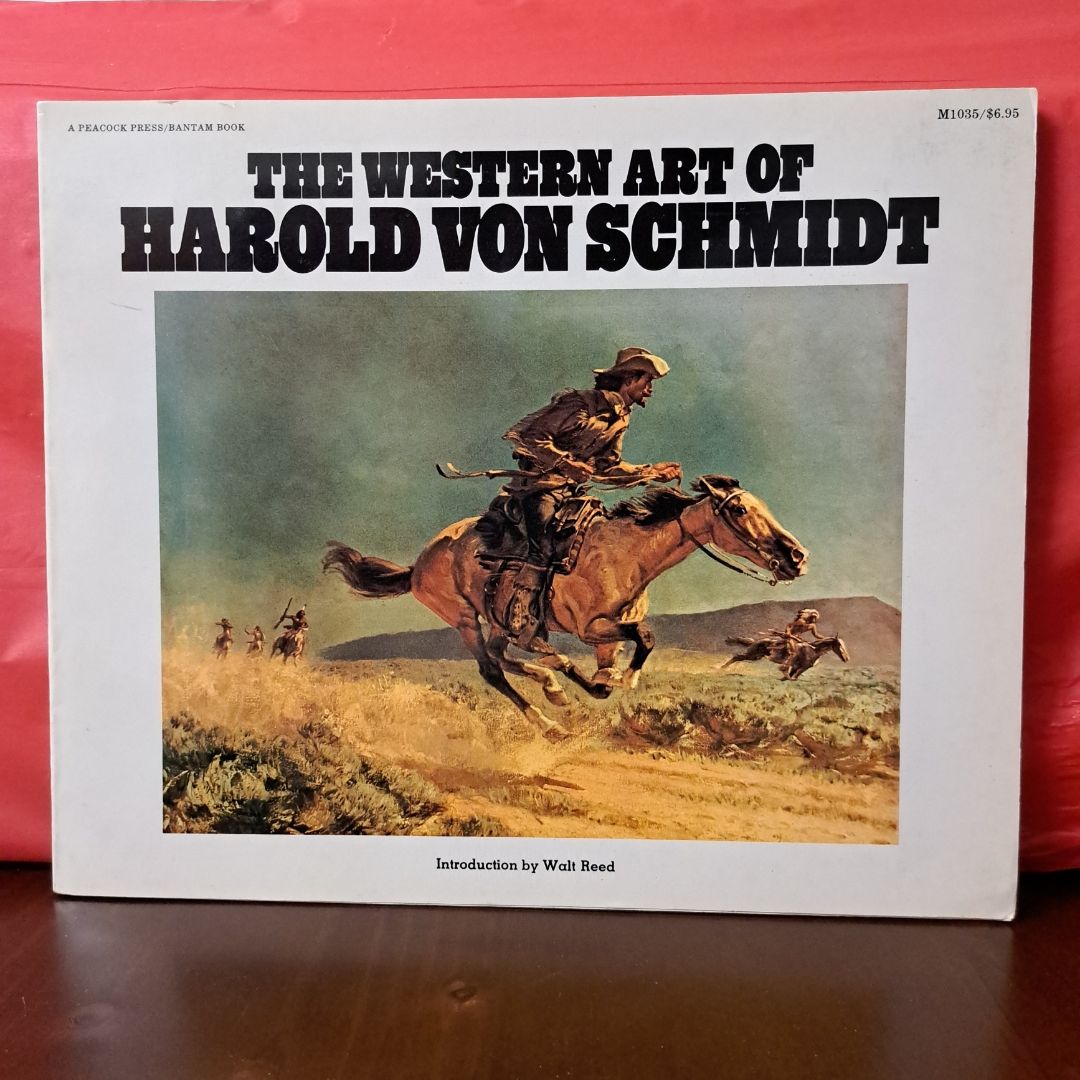 A PEACOCK PRESS/BANTAM BOOK
M1035/$6.95
THE WESTERN ART OF
HAROLD VON SCHMIDT
Introduction by Walt Reed